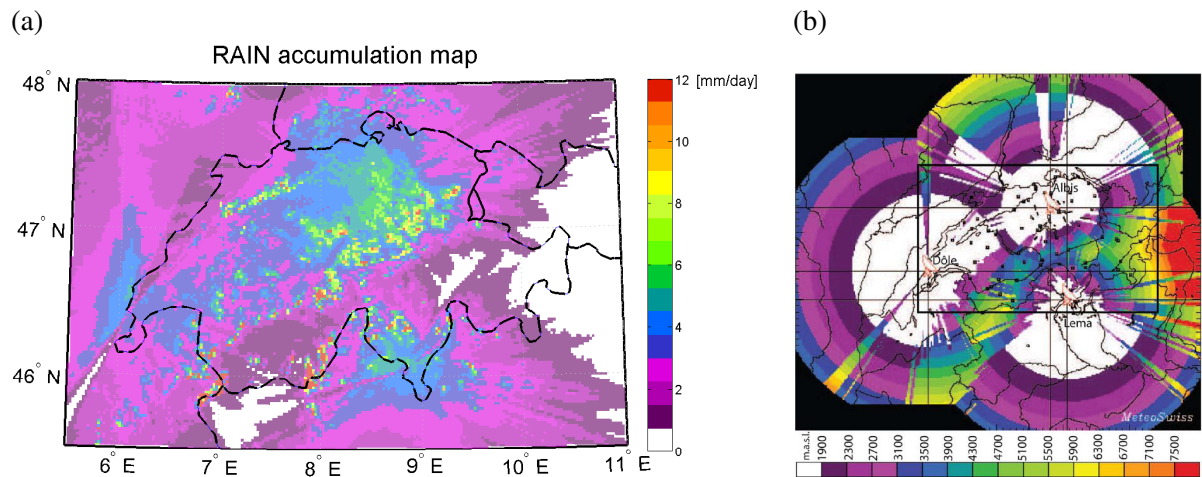 (a)
RAIN accumulation map
48° N
47° N
46° N
6° E
7° E
8° E
9° E
10° E
11° E
12 [mm/day]
10
8
6
4
2
0
(b)
Albis
Dôle
Lema
MeteoSwiss
m.a.s.l.
1900
2300
2700
3100
3500
3900
4300
4700
5100
5500
5900
6300
6700
7100
7500